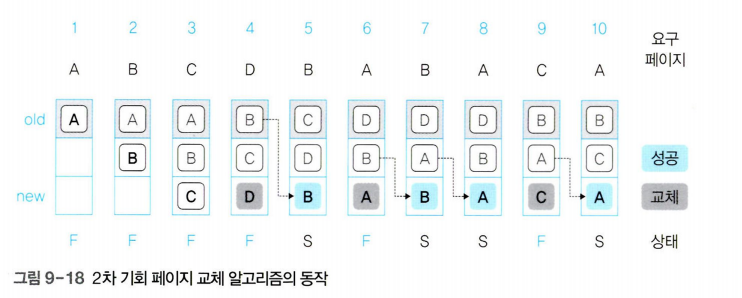 1 2 3 4 5 6 7 8 9 10 요구
페이지
A B C D B A B A C A
old A A A B C D D D B B
B B C D B A B A C 성공
new C D B A B A C A 교체
F F F F S F S S F S 상태
그림 9-18 2차 기회 페이지 교체 알고리즘의 동작